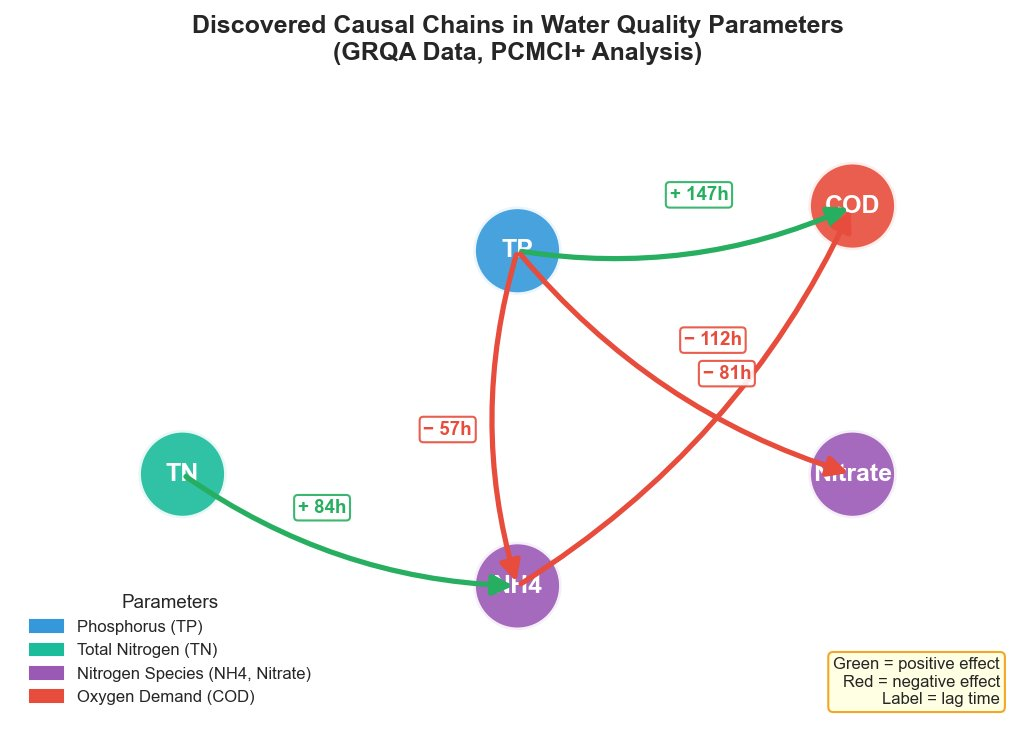 Discovered Causal Chains in Water Quality Parameters
(GRQA Data, PCMCI+ Analysis)
+ 147h
COD
TP
− 112h
− 81h
− 57h
TN
Nitrate
+ 84h
NH4
Parameters
Phosphorus (TP)
Total Nitrogen (TN)
Nitrogen Species (NH4, Nitrate)
Oxygen Demand (COD)
Green = positive effect
Red = negative effect
Label = lag time